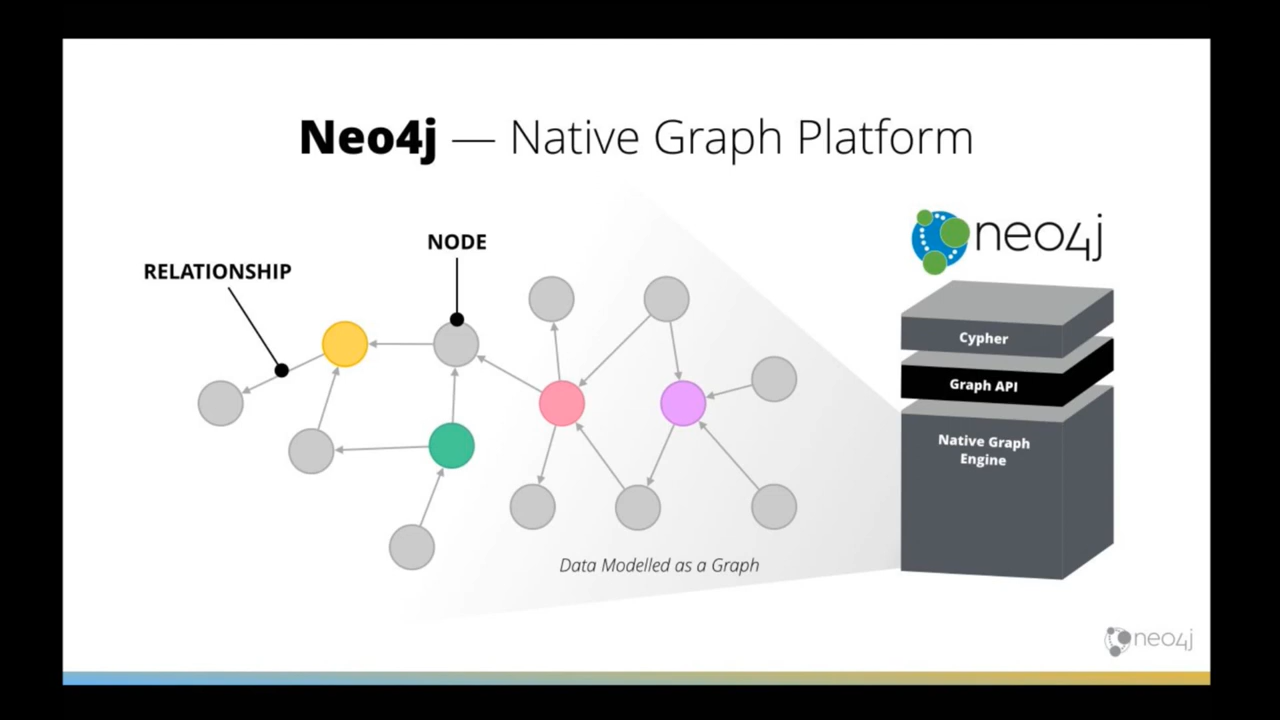 Neo4j — Native Graph Platform
NODE
RELATIONSHIP
neo4j
Cypher
Graph API
Native Graph
Engine
Data Modelled as a Graph
neo4j